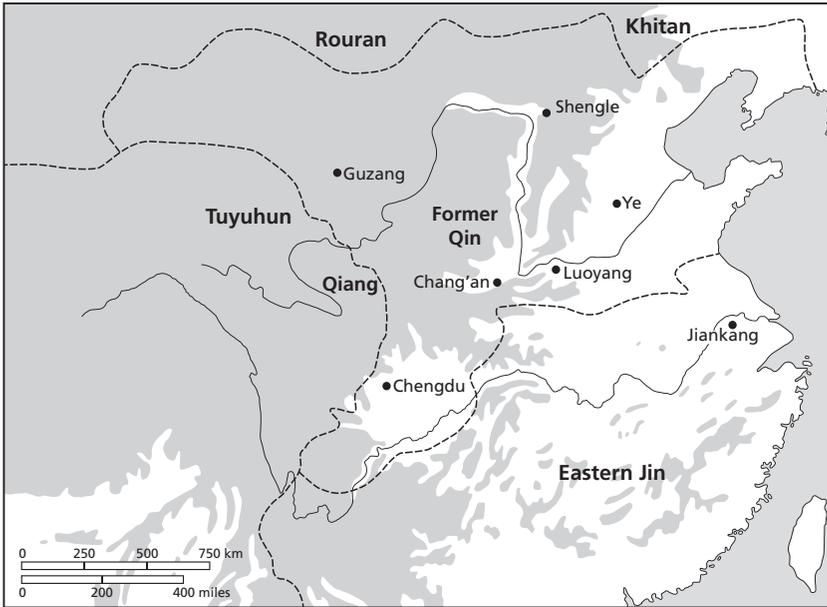 Khitan
Rouran
Shengle
Guzang
Ye
Tuyuhun
Former
Qin
Luoyang
Chang’an
Qiang
Jiankang
Chengdu
Eastern Jin
0 250 500 750 km
0 200 400 miles